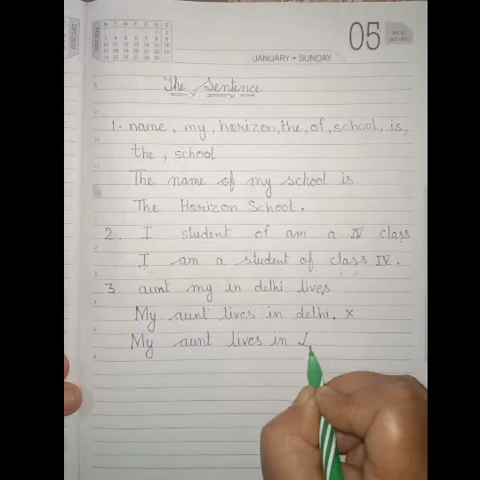 05
JANUARY • SUNDAY
The Sentence
1. name, my, horizon, the, of, school, is,
the, school
The name of my school is
The Horizon School.
2. I student of am a IV class
I am a student of class IV.
3. aunt my in delhi lives
My aunt lives in delhi. x
My aunt lives in